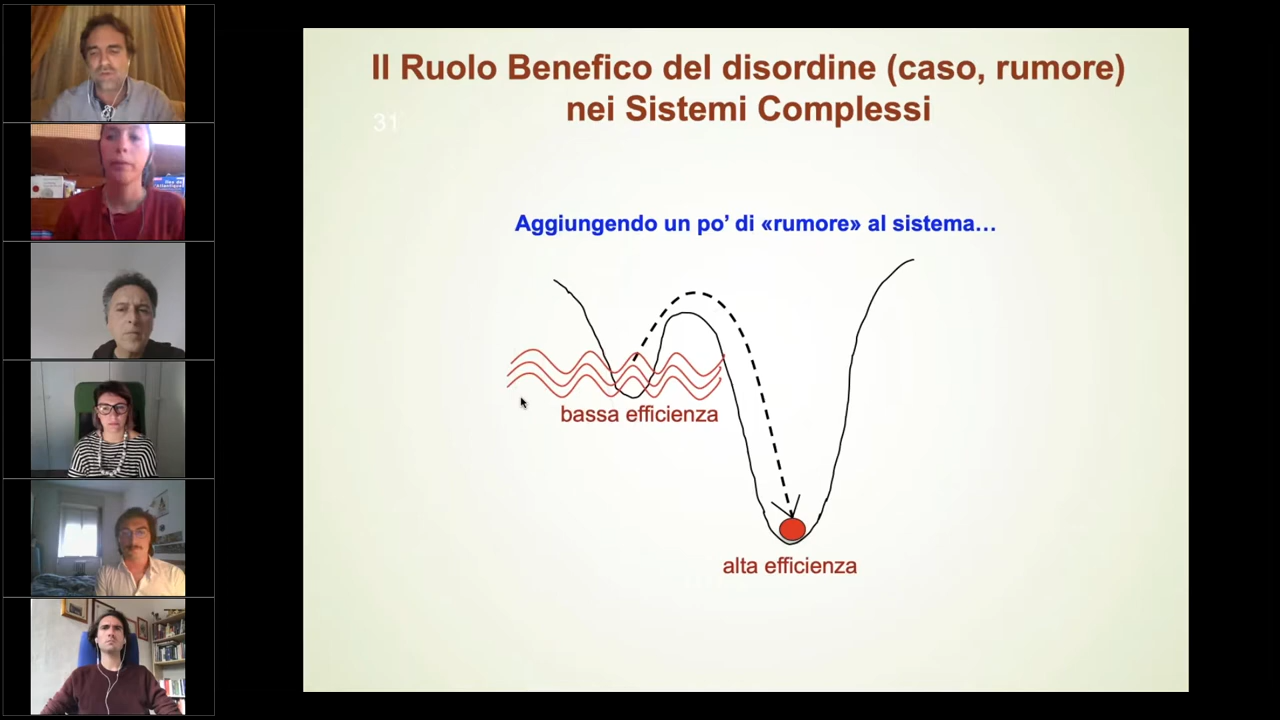 Il Ruolo Benefico del disordine (caso, rumore)
nei Sistemi Complessi
31
Aggiungendo un po’ di «rumore» al sistema…
bassa efficienza
alta efficienza